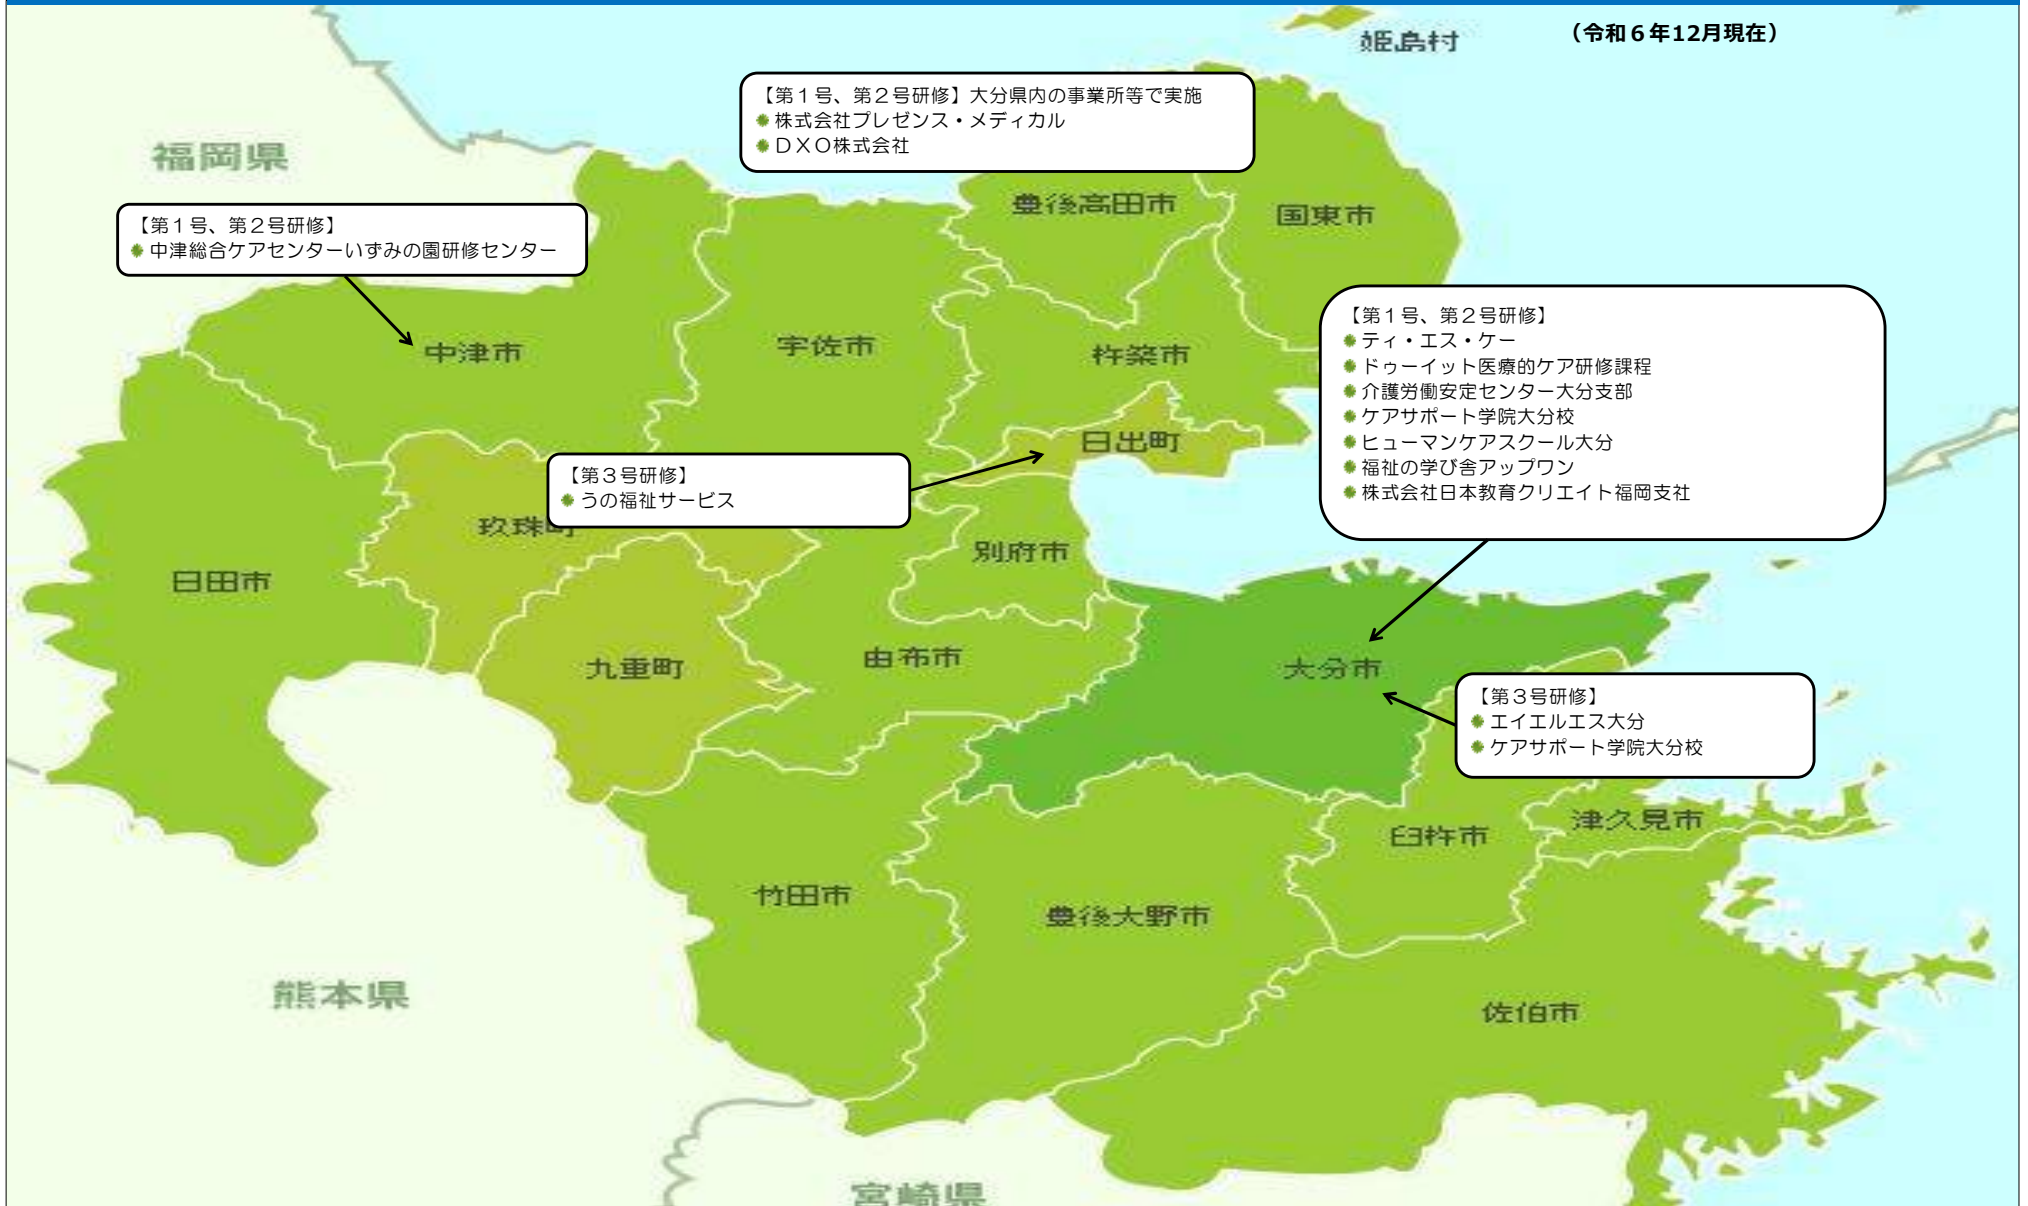 （令和６年12月現在）
姫島村
【第１号、第２号研修】大分県内の事業所等で実施
株式会社プレゼンス・メディカル
ＤＸＯ株式会社
福岡県
豊後高田市
国東市
【第１号、第２号研修】
中津総合ケアセンターいずみの園研修センター
中津市
宇佐市
杵築市
【第１号、第２号研修】
ティ・エス・ケー
ドゥーイット医療的ケア研修課程
介護労働安定センター大分支部
ケアサポート学院大分校
ヒューマンケアスクール大分
福祉の学び舎アップワン
株式会社日本教育クリエイト福岡支社
日出町
【第３号研修】
うの福祉サービス
玖珠町
別府市
日田市
九重町
由布市
大分市
【第３号研修】
エイエルエス大分
ケアサポート学院大分校
臼杵市
津久見市
竹田市
豊後大野市
熊本県
佐伯市
宮崎県